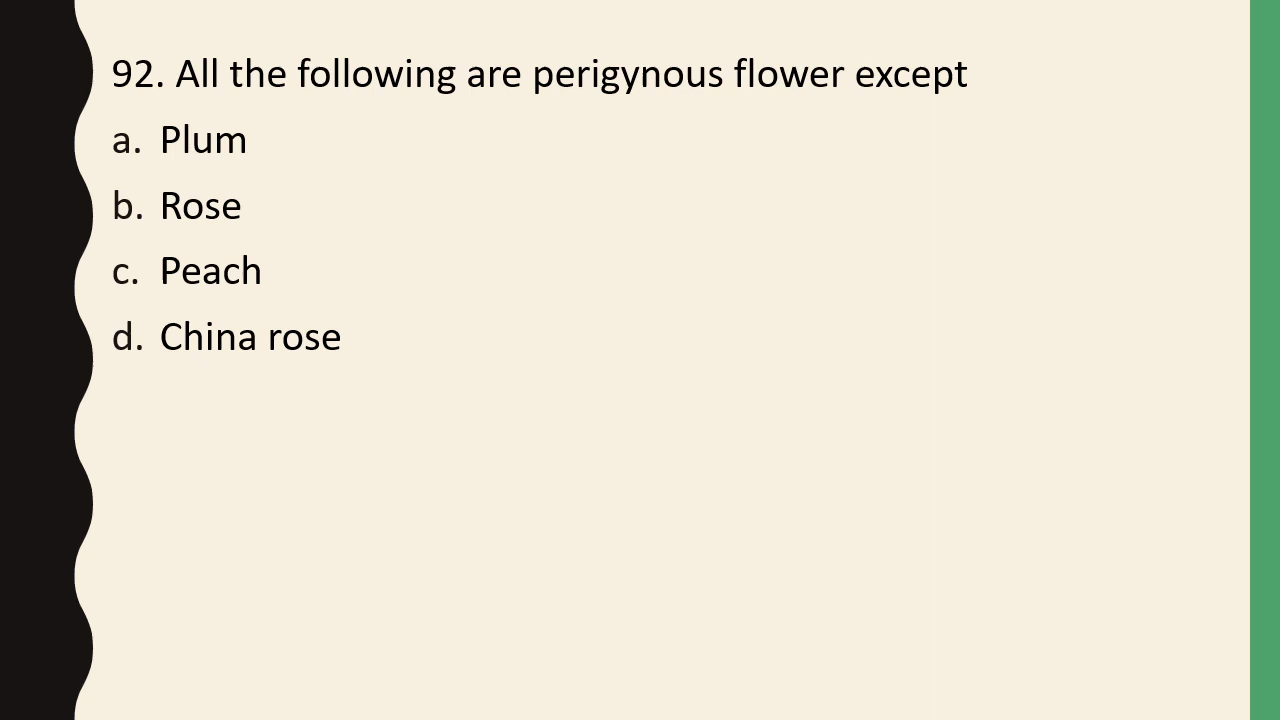 92. All the following are perigynous flower except
a. Plum
b. Rose
c. Peach
d. China rose